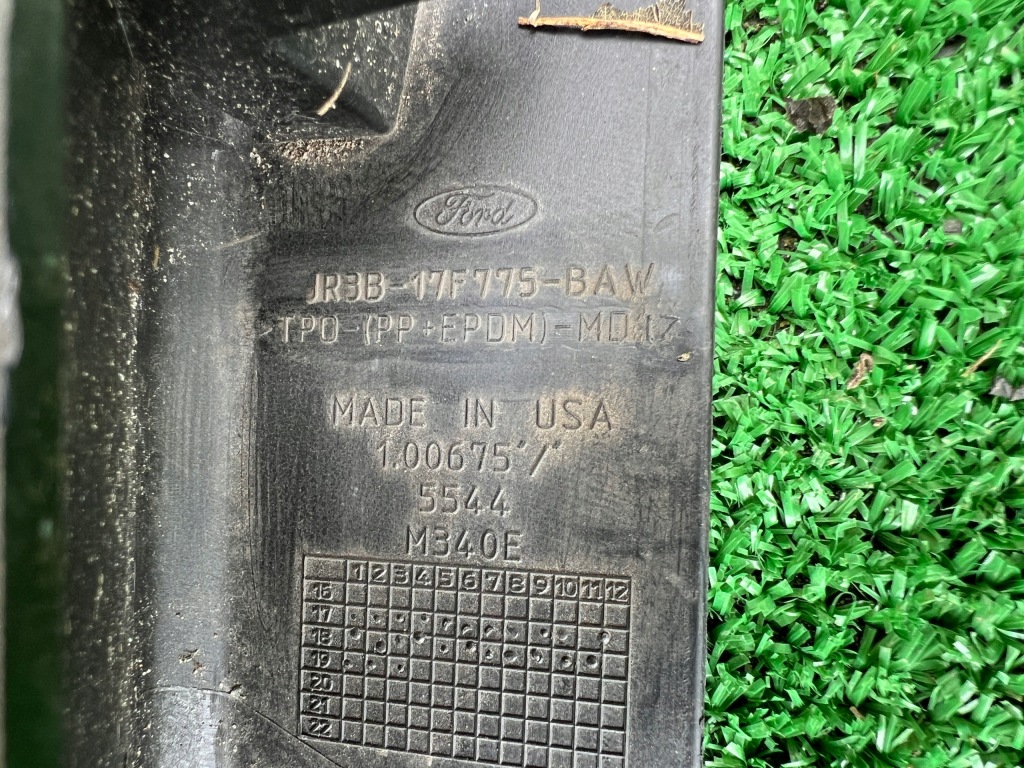 Ford
JR3B-17F775-BAW
TPO-(PP+EPDM)-MD17
MADE IN USA
1.00675"/"
5544
M340E
1 2 3 4 5 6 7 8 9 10 11 12
16
17
18
19
20
21
22